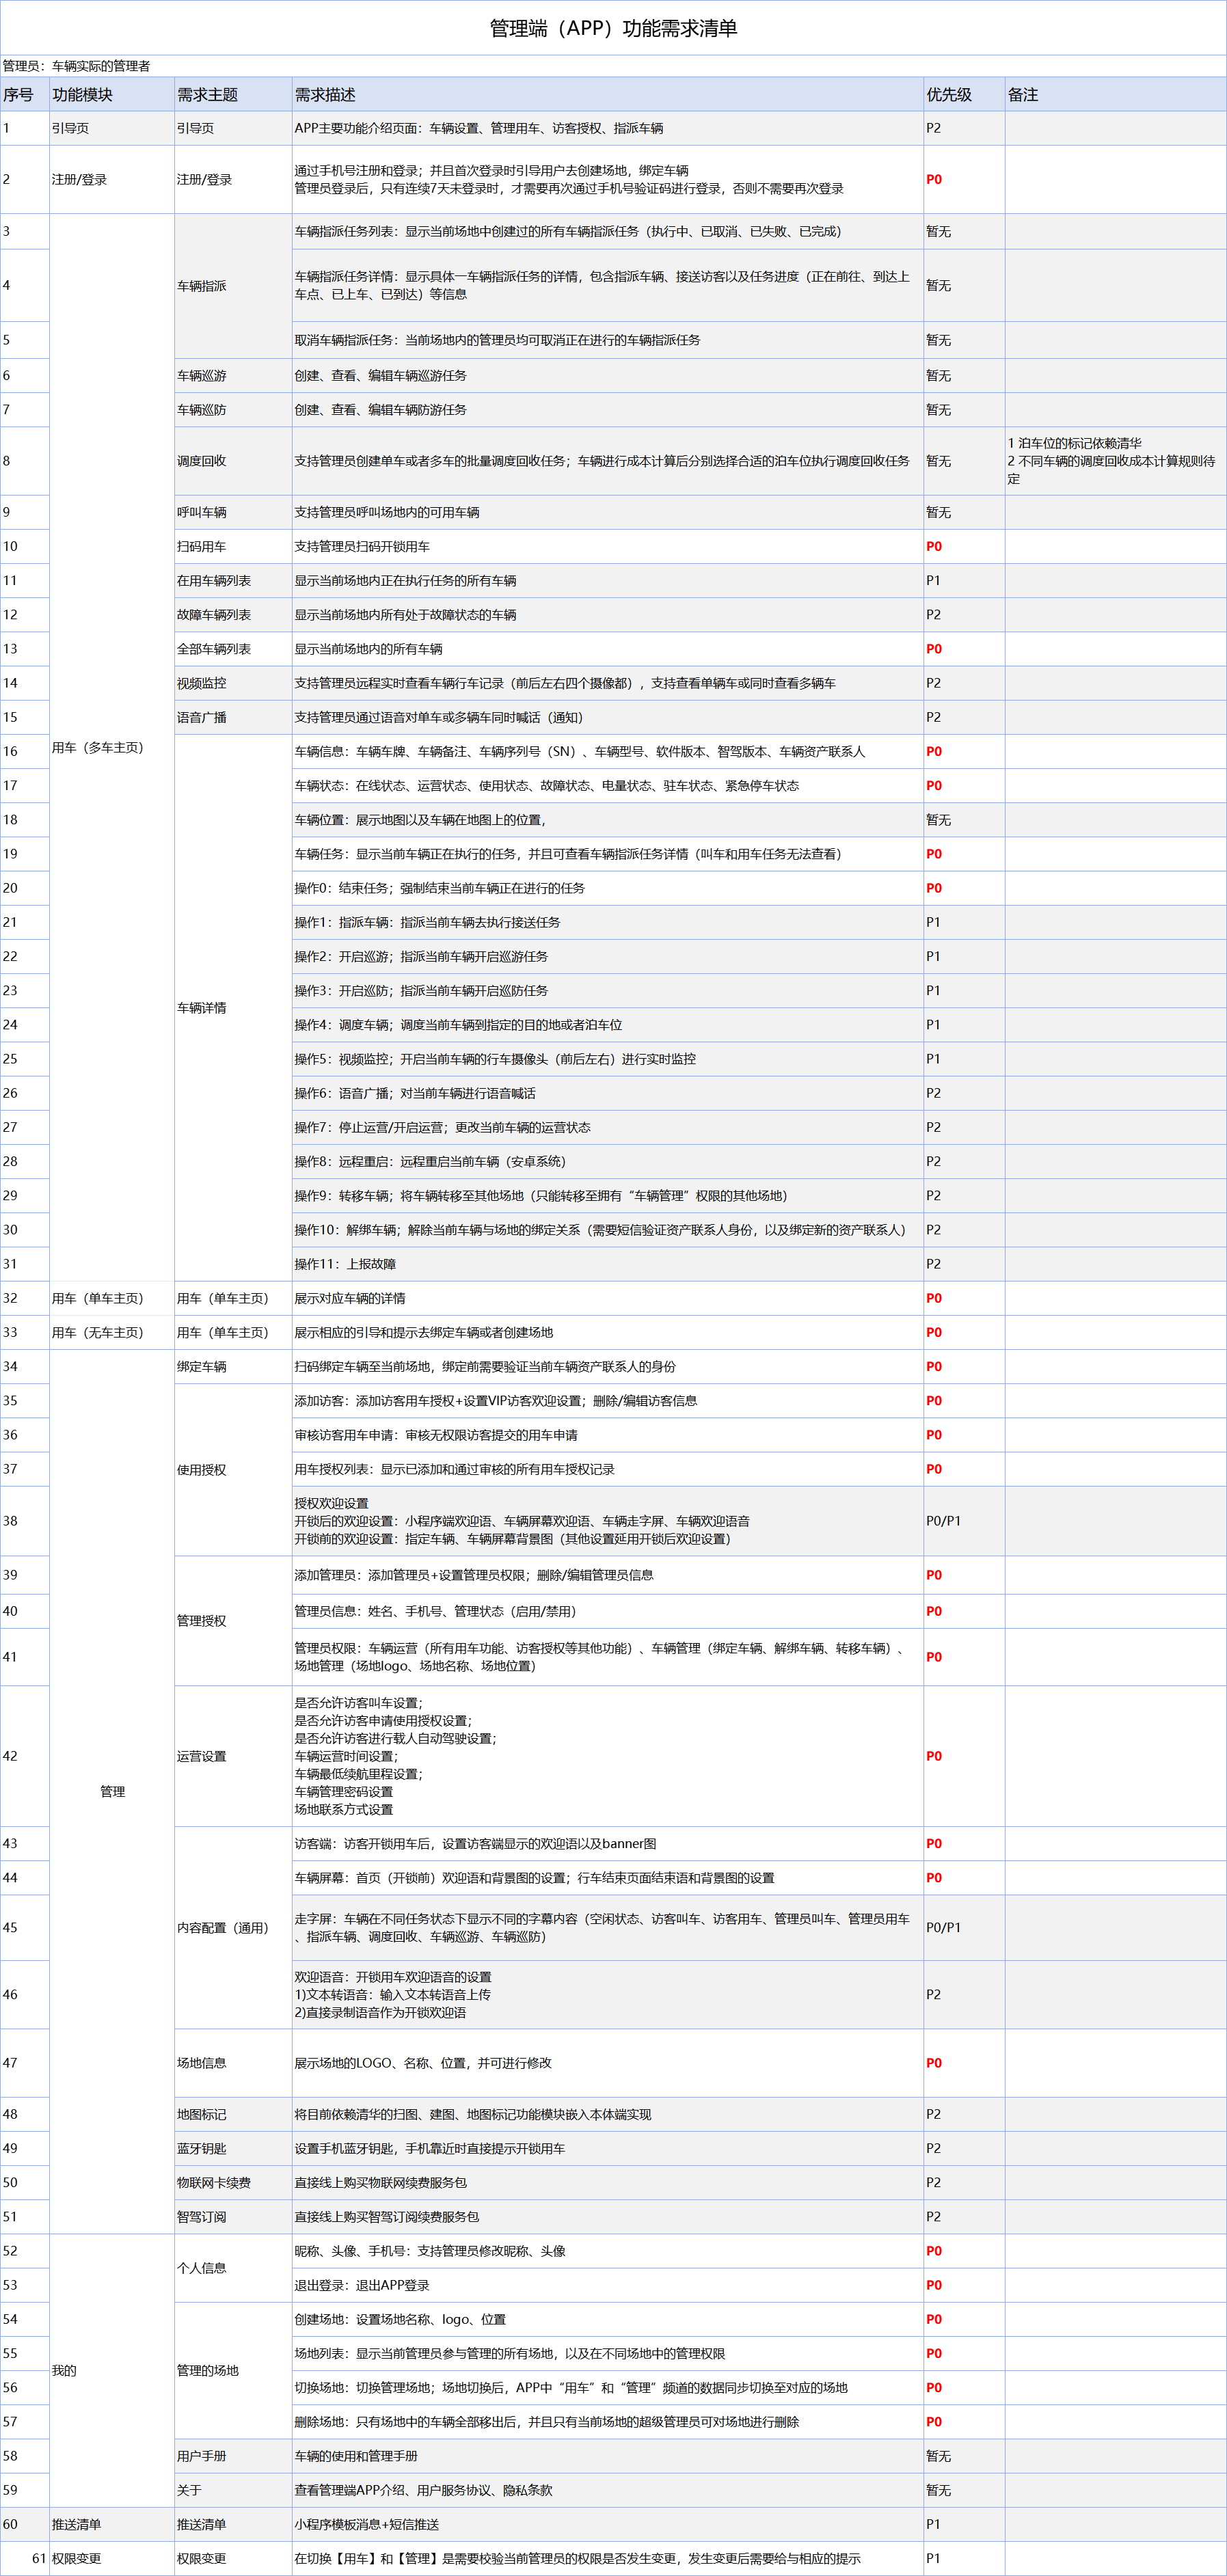 管理端（APP）功能需求清单
管理员：车辆实际的管理者
序号 功能模块 需求主题 需求描述 优先级 备注
1 引导页 引导页 APP主要功能介绍页面：车辆设置、管理用车、访客授权、指派车辆 P2
2 注册/登录 注册/登录 通过手机号注册和登录；并且首次登录时引导用户去创建场地，绑定车辆
管理员登录后，只有连续7天未登录时，才需要再次通过手机号验证码进行登录，否则不需要再次登录 P0
用车（多车主页）
车辆指派
3 车辆指派任务列表：显示当前场地中创建过的所有车辆指派任务（执行中、已取消、已失败、已完成） 暂无
4 车辆指派任务详情：显示具体一车辆指派任务的详情，包含指派车辆、接送访客以及任务进度（正在前往、到达上
车点、已上车、已到达）等信息 暂无
5 取消车辆指派任务：当前场地内的管理员均可取消正在进行的车辆指派任务 暂无
6 车辆巡游 创建、查看、编辑车辆巡游任务 暂无
7 车辆巡防 创建、查看、编辑车辆防游任务 暂无
8 调度回收 支持管理员创建单车或者多车的批量调度回收任务；车辆进行成本计算后分别选择合适的泊车位执行调度回收任务 暂无 1 泊车位的标记依赖清华
2 不同车辆的调度回收成本计算规则待
定
9 呼叫车辆 支持管理员呼叫场地内的可用车辆 暂无
10 扫码用车 支持管理员扫码开锁用车 P0
11 在用车辆列表 显示当前场地内正在执行任务的所有车辆 P1
12 故障车辆列表 显示当前场地内所有处于故障状态的车辆 P2
13 全部车辆列表 显示当前场地内的所有车辆 P0
14 视频监控 支持管理员远程实时查看车辆行车记录（前后左右四个摄像都），支持查看单辆车或同时查看多辆车 P2
15 语音广播 支持管理员通过语音对单车或多辆车同时喊话（通知） P2
车辆详情
16 车辆信息：车辆车牌、车辆备注、车辆序列号（SN）、车辆型号、软件版本、智驾版本、车辆资产联系人 P0
17 车辆状态：在线状态、运营状态、使用状态、故障状态、电量状态、驻车状态、紧急停车状态 P0
18 车辆位置：展示地图以及车辆在地图上的位置， 暂无
19 车辆任务：显示当前车辆正在执行的任务，并且可查看车辆指派任务详情（叫车和用车任务无法查看） P0
20 操作0：结束任务；强制结束当前车辆正在进行的任务 P0
21 操作1：指派车辆：指派当前车辆去执行接送任务 P1
22 操作2：开启巡游；指派当前车辆开启巡游任务 P1
23 操作3：开启巡防；指派当前车辆开启巡防任务 P1
24 操作4：调度车辆；调度当前车辆到指定的目的地或者泊车位 P1
25 操作5：视频监控；开启当前车辆的行车摄像头（前后左右）进行实时监控 P1
26 操作6：语音广播；对当前车辆进行语音喊话 P2
27 操作7：停止运营/开启运营；更改当前车辆的运营状态 P2
28 操作8：远程重启：远程重启当前车辆（安卓系统） P2
29 操作9：转移车辆；将车辆转移至其他场地（只能转移至拥有“车辆管理”权限的其他场地） P2
30 操作10：解绑车辆；解除当前车辆与场地的绑定关系（需要短信验证资产联系人身份，以及绑定新的资产联系人） P2
31 操作11：上报故障 P2
32 用车（单车主页） 用车（单车主页） 展示对应车辆的详情 P0
33 用车（无车主页） 用车（单车主页） 展示相应的引导和提示去绑定车辆或者创建场地 P0
管理
34 绑定车辆 扫码绑定车辆至当前场地，绑定前需要验证当前车辆资产联系人的身份 P0
使用授权
35 添加访客：添加访客用车授权+设置VIP访客欢迎设置；删除/编辑访客信息 P0
36 审核访客用车申请：审核无权限访客提交的用车申请 P0
37 用车授权列表：显示已添加和通过审核的所有用车授权记录 P0
38 授权欢迎设置
开锁后的欢迎设置：小程序端欢迎语、车辆屏幕欢迎语、车辆走字屏、车辆欢迎语音
开锁前的欢迎设置：指定车辆、车辆屏幕背景图（其他设置延用开锁后欢迎设置） P0/P1
管理授权
39 添加管理员：添加管理员+设置管理员权限；删除/编辑管理员信息 P0
40 管理员信息：姓名、手机号、管理状态（启用/禁用） P0
41 管理员权限：车辆运营（所有用车功能、访客授权等其他功能）、车辆管理（绑定车辆、解绑车辆、转移车辆）、
场地管理（场地logo、场地名称、场地位置） P0
42 运营设置 是否允许访客叫车设置；
是否允许访客申请使用授权设置；
是否允许访客进行载人自动驾驶设置；
车辆运营时间设置；
车辆最低续航里程设置；
车辆管理密码设置
场地联系方式设置 P0
内容配置（通用）
43 访客端：访客开锁用车后，设置访客端显示的欢迎语以及banner图 P0
44 车辆屏幕：首页（开锁前）欢迎语和背景图的设置；行车结束页面结束语和背景图的设置 P0
45 走字屏：车辆在不同任务状态下显示不同的字幕内容（空闲状态、访客叫车、访客用车、管理员叫车、管理员用车
、指派车辆、调度回收、车辆巡游、车辆巡防） P0/P1
46 欢迎语音：开锁用车欢迎语音的设置
1)文本转语音：输入文本转语音上传
2)直接录制语音作为开锁欢迎语 P2
47 场地信息 展示场地的LOGO、名称、位置，并可进行修改 P0
48 地图标记 将目前依赖清华的扫图、建图、地图标记功能模块嵌入本体端实现 P2
49 蓝牙钥匙 设置手机蓝牙钥匙，手机靠近时直接提示开锁用车 P2
50 物联网卡续费 直接线上购买物联网续费服务包 P2
51 智驾订阅 直接线上购买智驾订阅续费服务包 P2
我的
个人信息
52 昵称、头像、手机号：支持管理员修改昵称、头像 P0
53 退出登录：退出APP登录 P0
管理的场地
54 创建场地：设置场地名称、logo、位置 P0
55 场地列表：显示当前管理员参与管理的所有场地，以及在不同场地中的管理权限 P0
56 切换场地：切换管理场地；场地切换后，APP中“用车”和“管理”频道的数据同步切换至对应的场地 P0
57 删除场地：只有场地中的车辆全部移出后，并且只有当前场地的超级管理员可对场地进行删除 P0
58 用户手册 车辆的使用和管理手册 暂无
59 关于 查看管理端APP介绍、用户服务协议、隐私条款 暂无
60 推送清单 推送清单 小程序模板消息+短信推送 P1
61 权限变更 权限变更 在切换【用车】和【管理】是需要校验当前管理员的权限是否发生变更，发生变更后需要给与相应的提示 P1